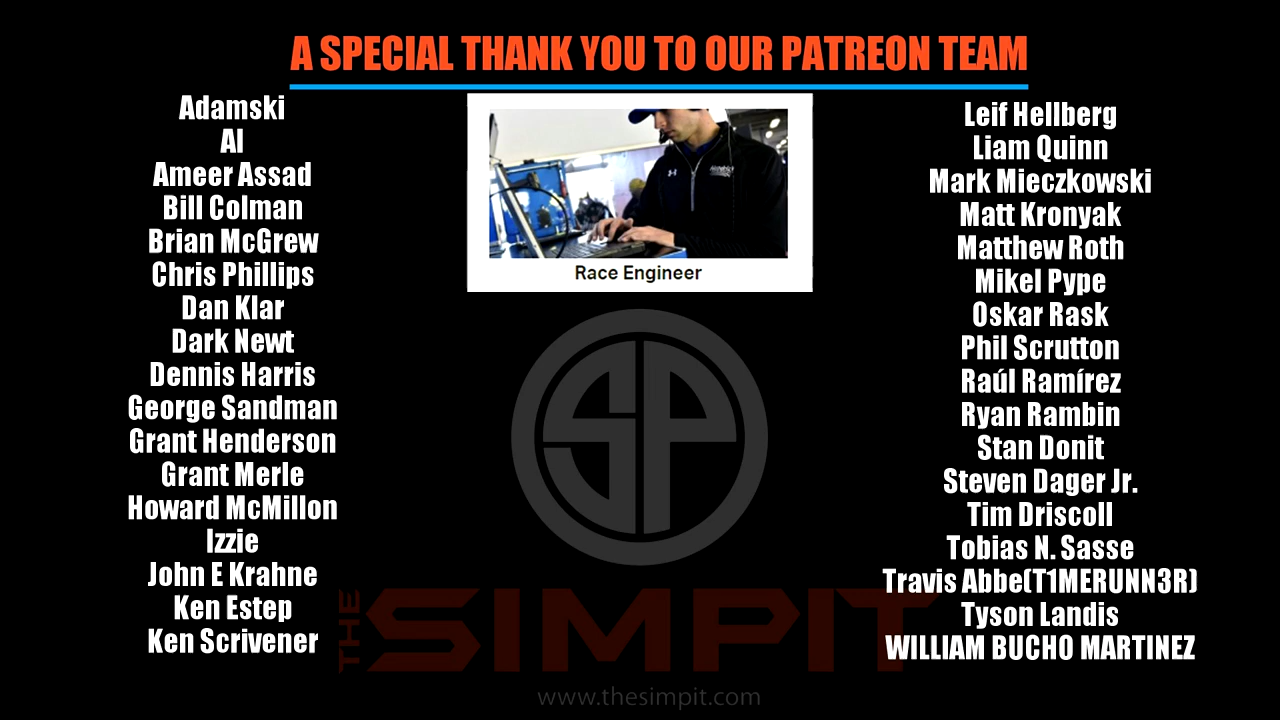 A SPECIAL THANK YOU TO OUR PATREON TEAM
Adamski
Al
Ameer Assad
Bill Colman
Brian McGrew
Chris Phillips
Dan Klar
Dark Newt
Dennis Harris
George Sandman
Grant Henderson
Grant Merle
Howard McMillon
Izzie
John E Krahne
Ken Estep
Ken Scrivener
Race Engineer
SP
THE SIMPIT
www.thesimpit.com
Leif Hellberg
Liam Quinn
Mark Mieczkowski
Matt Kronyak
Matthew Roth
Mikel Pype
Oskar Rask
Phil Scrutton
Raúl Ramírez
Ryan Rambin
Stan Donit
Steven Dager Jr.
Tim Driscoll
Tobias N. Sasse
Travis Abbe(T1MERUNN3R)
Tyson Landis
WILLIAM BUCHO MARTINEZ